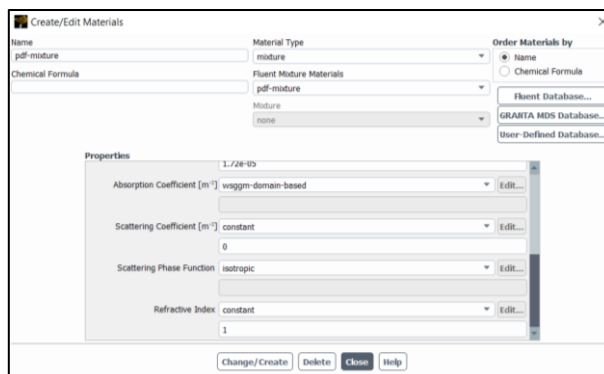 Create/Edit Materials
Name
pdf-mixture
Chemical Formula
Material Type
mixture
Fluent Mixture Materials
pdf-mixture
Mixture
none
Order Materials by
Name
Chemical Formula
Fluent Database...
GRANTA MDS Database...
User-Defined Database...
Properties
1.72e-05
Absorption Coefficient [m⁻¹] wsggm-domain-based Edit...
Scattering Coefficient [m⁻¹] constant Edit...
0
Scattering Phase Function isotropic Edit...
Refractive Index constant Edit...
1
Change/Create Delete Close Help